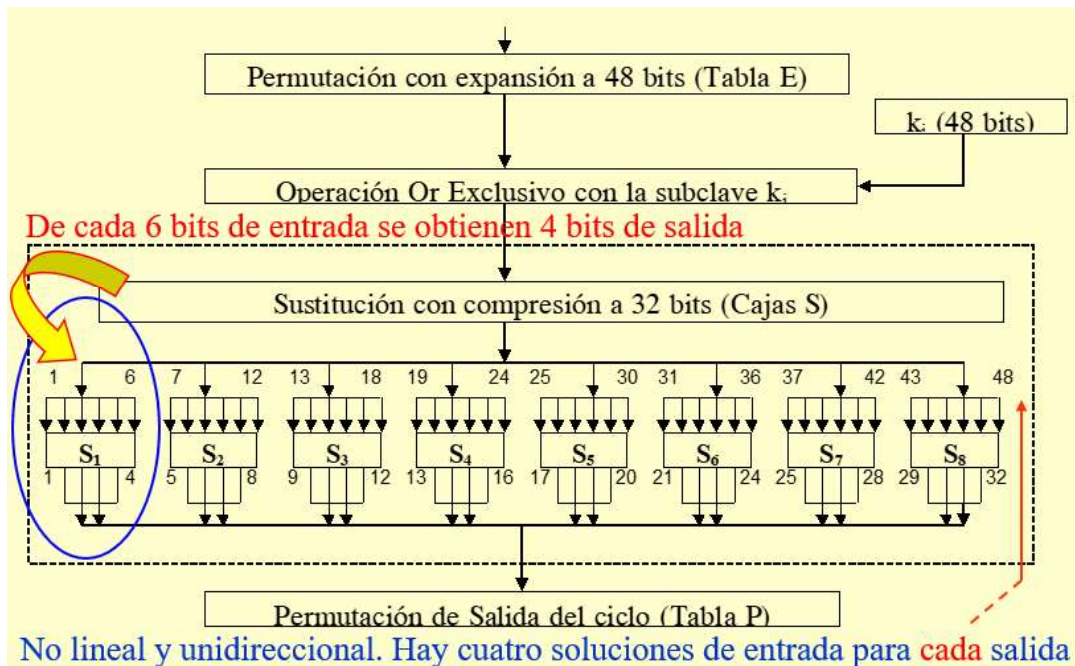 Permutación con expansión a 48 bits (Tabla E)
kᵢ (48 bits)
Operación Or Exclusivo con la subclave kᵢ
De cada 6 bits de entrada se obtienen 4 bits de salida
Sustitución con compresión a 32 bits (Cajas S)
1 6 7 12 13 18 19 24 25 30 31 36 37 42 43 48
S₁ S₂ S₃ S₄ S₅ S₆ S₇ S₈
1 4 5 8 9 12 13 16 17 20 21 24 25 28 29 32
Permutación de Salida del ciclo (Tabla P)
No lineal y unidireccional. Hay cuatro soluciones de entrada para cada salida